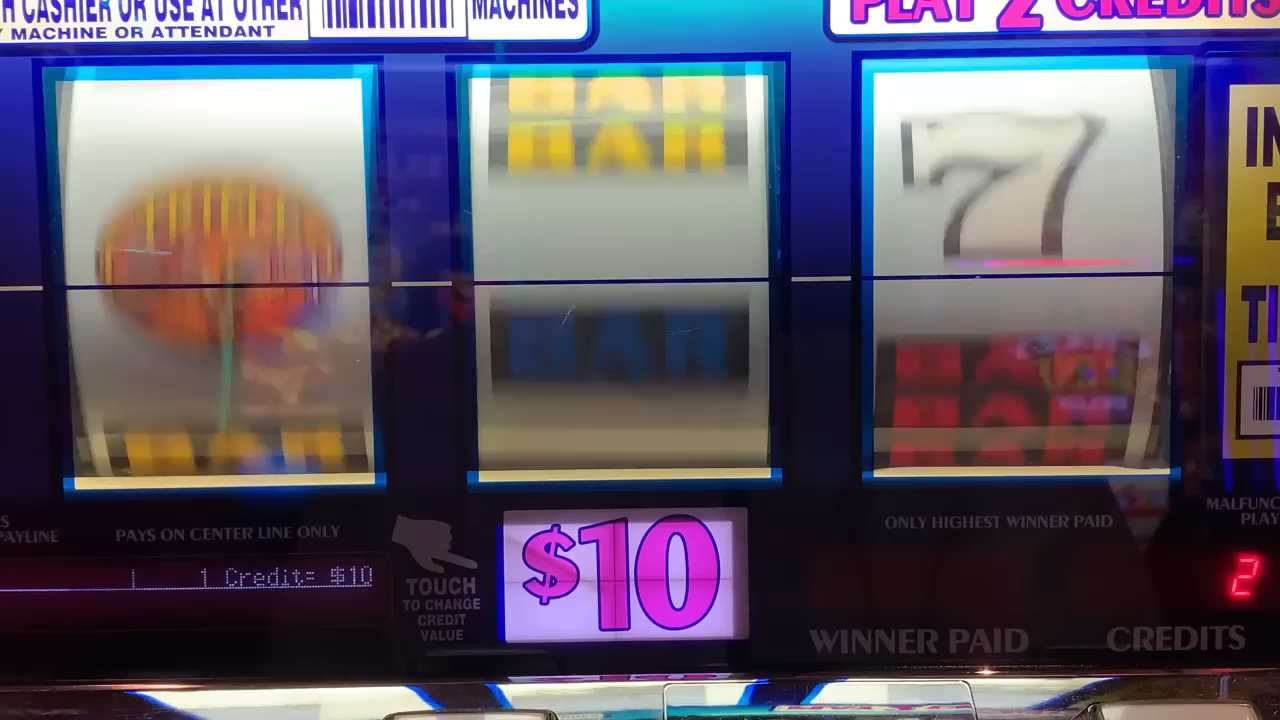 H CASHIER OR USE AT OTHER
MACHINE OR ATTENDANT
MACHINES
PLAY 2 CREDITS
7
PAYLINE
PAYS ON CENTER LINE ONLY
ONLY HIGHEST WINNER PAID
1 Credit= $10
TOUCH
TO CHANGE
CREDIT
VALUE
$10
2
WINNER PAID
CREDITS